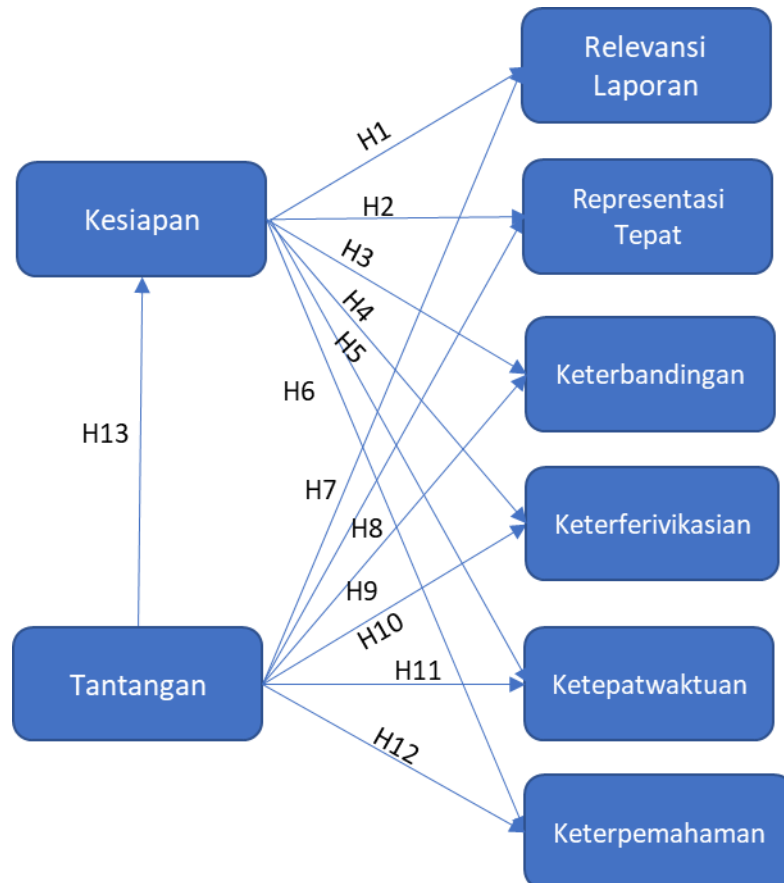 Relevansi
Laporan
H1
Kesiapan
H2
Representasi
Tepat
H3
H4
H5
H6
Keterbandingan
H13
H7
H8
Keterferivikasian
H9
H10
Tantangan
H11
Ketepatwaktuan
H12
Keterpemahaman